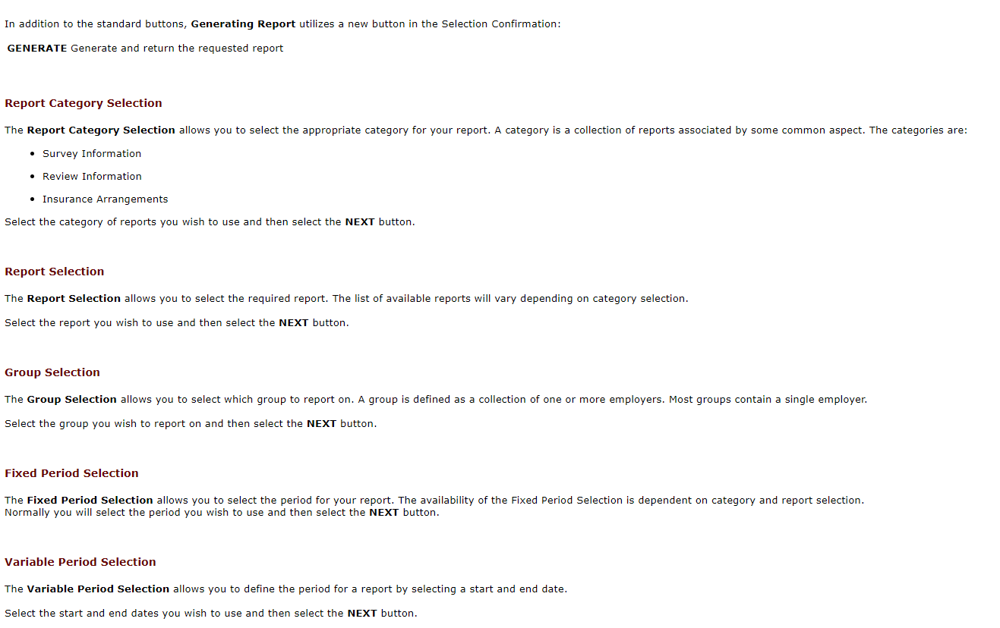 In addition to the standard buttons, Generating Report utilizes a new button in the Selection Confirmation:
GENERATE Generate and return the requested report
Report Category Selection
The Report Category Selection allows you to select the appropriate category for your report. A category is a collection of reports associated by some common aspect. The categories are:
• Survey Information
• Review Information
• Insurance Arrangements
Select the category of reports you wish to use and then select the NEXT button.
Report Selection
The Report Selection allows you to select the required report. The list of available reports will vary depending on category selection.
Select the report you wish to use and then select the NEXT button.
Group Selection
The Group Selection allows you to select which group to report on. A group is defined as a collection of one or more employers. Most groups contain a single employer.
Select the group you wish to report on and then select the NEXT button.
Fixed Period Selection
The Fixed Period Selection allows you to select the period for your report. The availability of the Fixed Period Selection is dependent on category and report selection.
Normally you will select the period you wish to use and then select the NEXT button.
Variable Period Selection
The Variable Period Selection allows you to define the period for a report by selecting a start and end date.
Select the start and end dates you wish to use and then select the NEXT button.